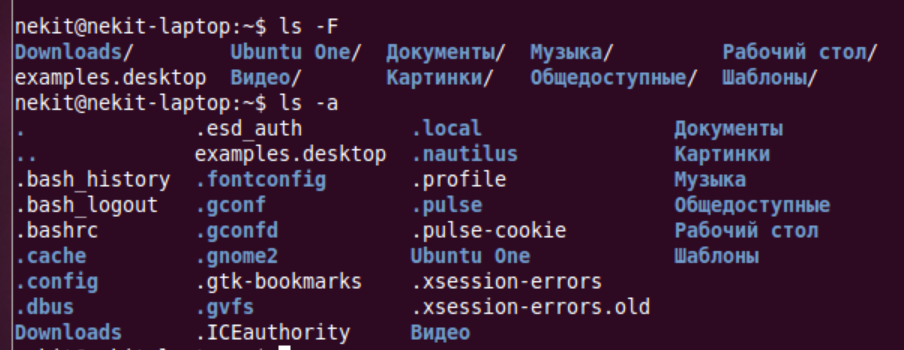 nekit@nekit-laptop:~$ ls -F
Downloads/ Ubuntu One/ Документы/ Музыка/ Рабочий стол/
examples.desktop Видео/ Картинки/ Общедоступные/ Шаблоны/
nekit@nekit-laptop:~$ ls -a
. .esd_auth .local Документы
.. examples.desktop .nautilus Картинки
.bash_history .fontconfig .profile Музыка
.bash_logout .gconf .pulse Общедоступные
.bashrc .gconfd .pulse-cookie Рабочий стол
.cache .gnome2 Ubuntu One Шаблоны
.config .gtk-bookmarks .xsession-errors
.dbus .gvfs .xsession-errors.old
Downloads .ICEauthority Видео